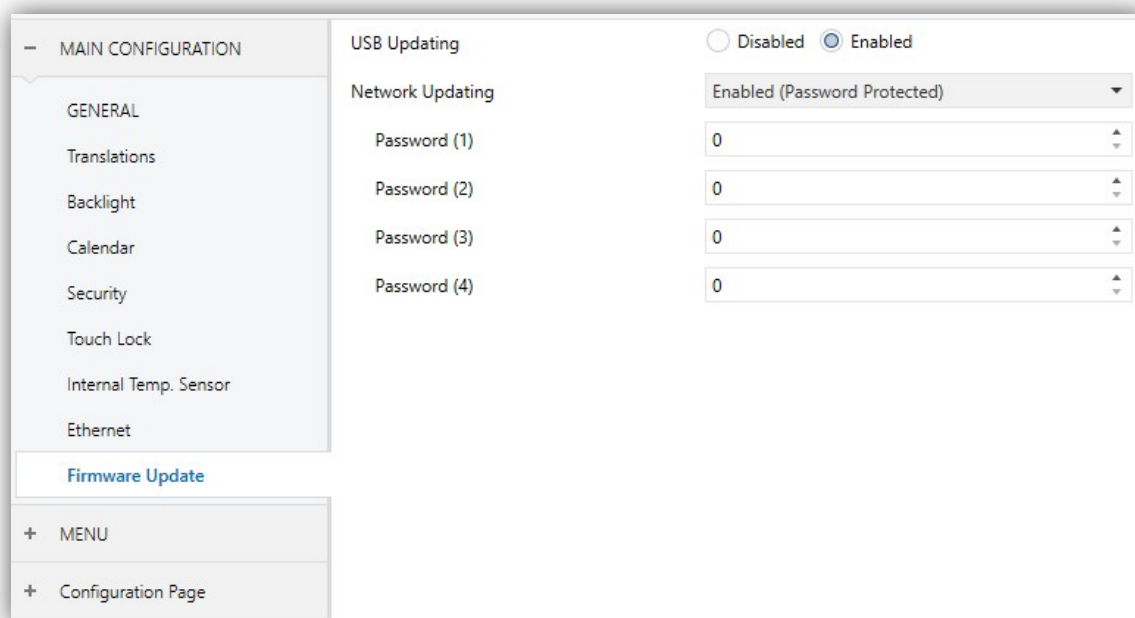 − MAIN CONFIGURATION
GENERAL
Translations
Backlight
Calendar
Security
Touch Lock
Internal Temp. Sensor
Ethernet
Firmware Update
+ MENU
+ Configuration Page
USB Updating Disabled Enabled
Network Updating Enabled (Password Protected)
Password (1) 0
Password (2) 0
Password (3) 0
Password (4) 0